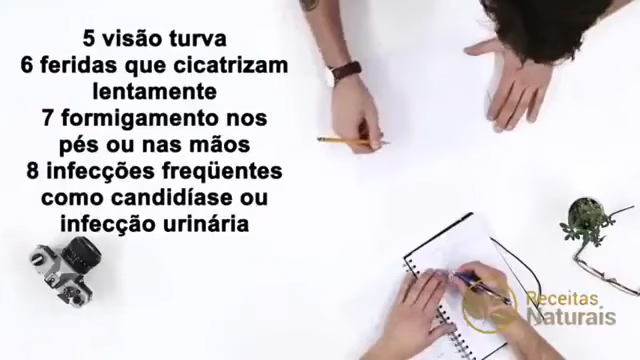 5 visão turva
6 feridas que cicatrizam
lentamente
7 formigamento nos
pés ou nas mãos
8 infecções freqüentes
como candidíase ou
infecção urinária
Receitas
Naturais